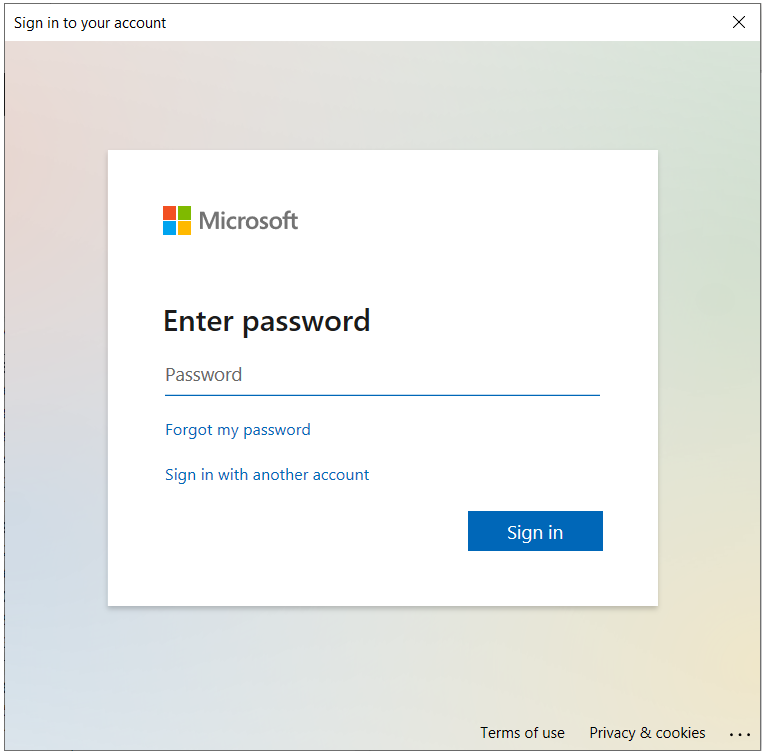 Sign in to your account
Microsoft
Enter password
Password
Forgot my password
Sign in with another account
Sign in
Terms of use Privacy & cookies ...